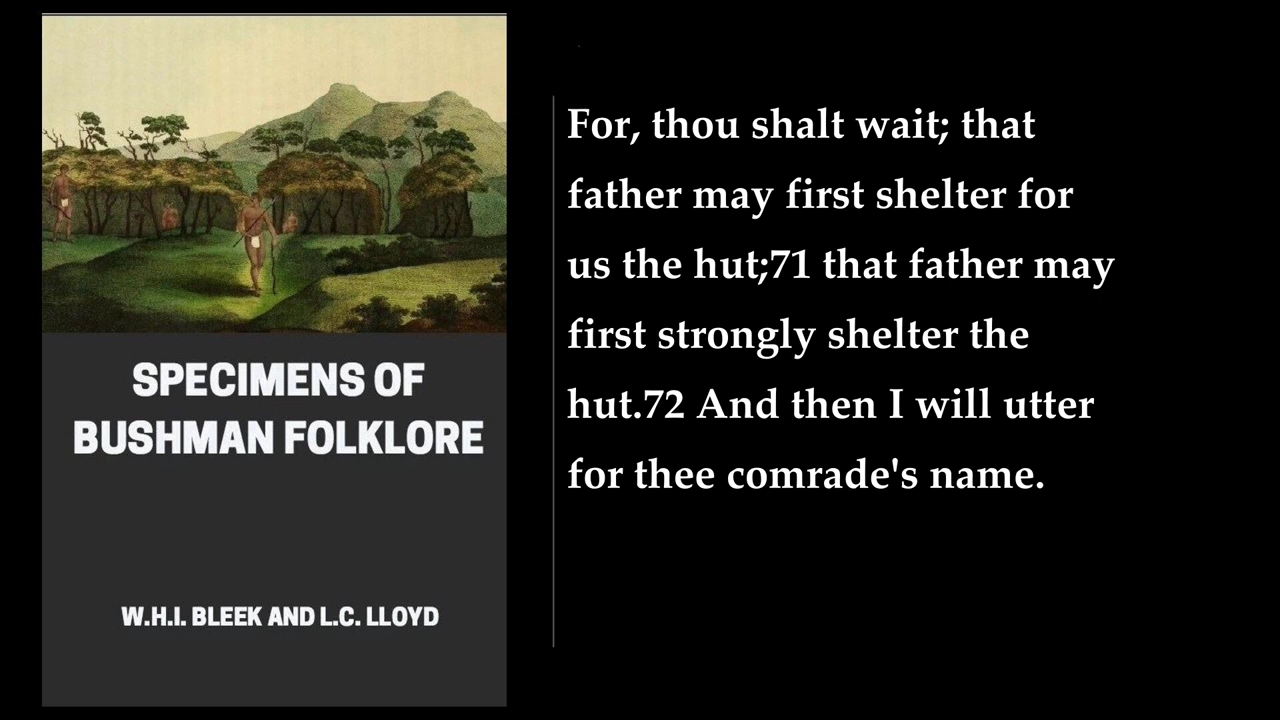 SPECIMENS OF
BUSHMAN FOLKLORE
W.H.I. BLEEK AND L.C. LLOYD
For, thou shalt wait; that
father may first shelter for
us the hut;71 that father may
first strongly shelter the
hut.72 And then I will utter
for thee comrade's name.